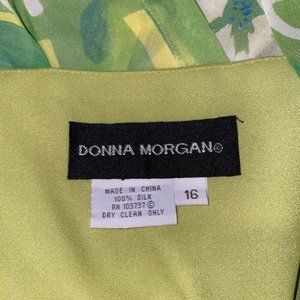 DONNA MORGAN®
MADE IN CHINA
100% SILK
RN 103737 ©
DRY CLEAN ONLY
16